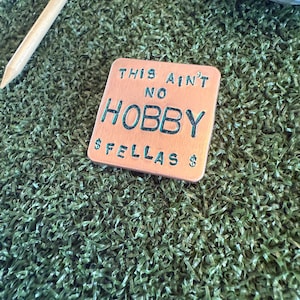 THIS AIN'T
NO
HOBBY
$ FELLAS $